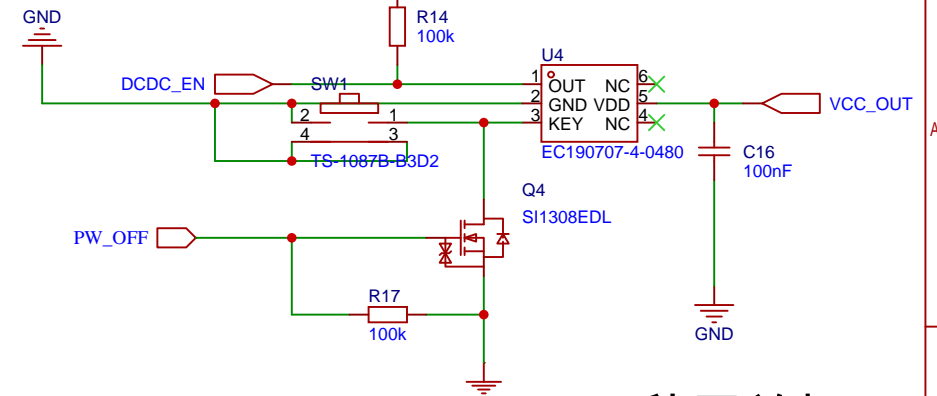 GND
R14
100k
U4
DCDC_EN
SW1
1
OUT
NC
6
2
GND
VDD
5
3
KEY
NC
4
VCC_OUT
2
1
4
3
TS-1087B-B3D2
EC190707-4-0480
C16
100nF
Q4
SI1308EDL
PW_OFF
R17
100k
GND
A